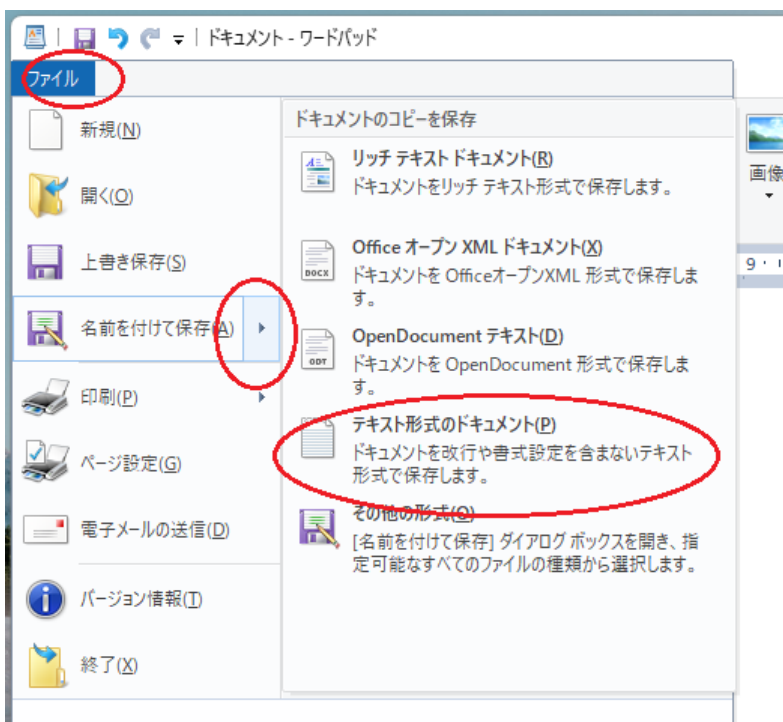 ドキュメント - ワードパッド
ファイル
新規(N)
開く(O)
上書き保存(S)
名前を付けて保存(A)
印刷(P)
ページ設定(G)
電子メールの送信(D)
バージョン情報(T)
終了(X)
ドキュメントのコピーを保存
リッチ テキスト ドキュメント(R)
ドキュメントをリッチ テキスト形式で保存します。
Office オープン XML ドキュメント(X)
ドキュメントを OfficeオープンXML 形式で保存しま
す。
DOCX
OpenDocument テキスト(D)
ドキュメントを OpenDocument 形式で保存しま
す。
ODT
テキスト形式のドキュメント(P)
ドキュメントを改行や書式設定を含まないテキスト
形式で保存します。
その他の形式(O)
[名前を付けて保存] ダイアログ ボックスを開き、指
定可能なすべてのファイルの種類から選択します。
画像
9